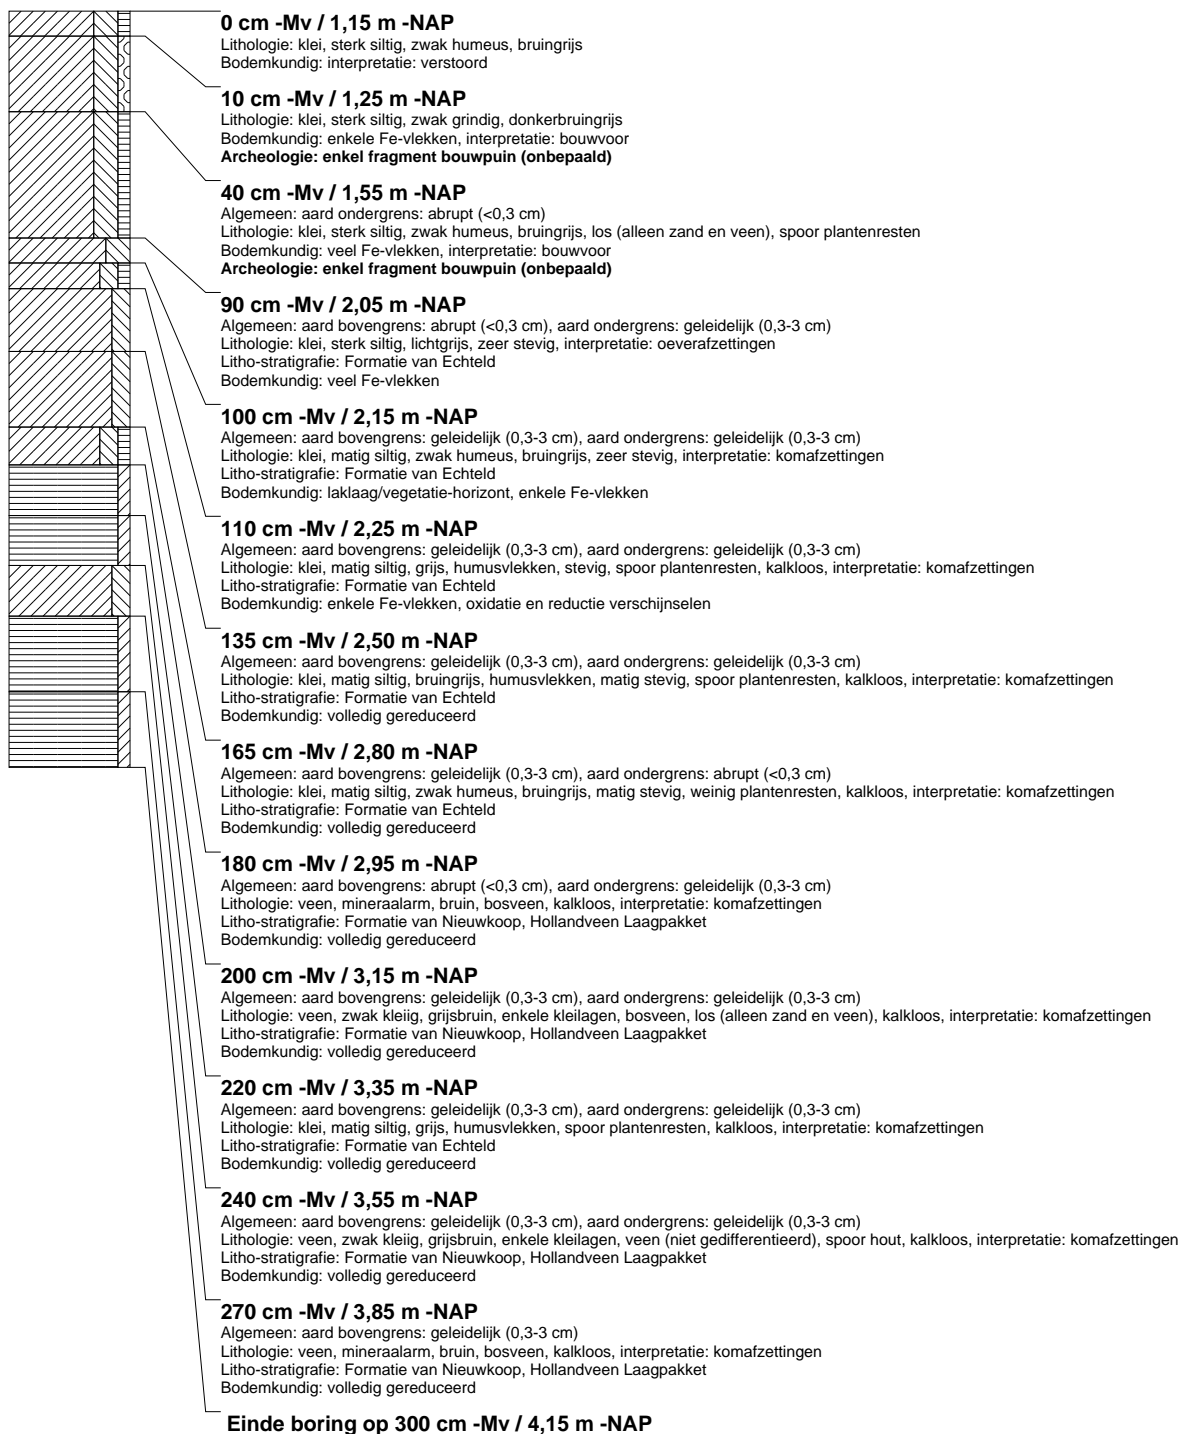 0 cm -Mv / 1,15 m -NAP
Lithologie: klei, sterk siltig, zwak humeus, bruingrijs
Bodemkundig: interpretatie: verstoord
10 cm -Mv / 1,25 m -NAP
Lithologie: klei, sterk siltig, zwak grindig, donkerbruingrijs
Bodemkundig: enkele Fe-vlekken, interpretatie: bouwvoor
Archeologie: enkel fragment bouwpuin (onbepaald)
40 cm -Mv / 1,55 m -NAP
Algemeen: aard ondergrens: abrupt (<0,3 cm)
Lithologie: klei, sterk siltig, zwak humeus, bruingrijs, los (alleen zand en veen), spoor plantenresten
Bodemkundig: veel Fe-vlekken, interpretatie: bouwvoor
Archeologie: enkel fragment bouwpuin (onbepaald)
90 cm -Mv / 2,05 m -NAP
Algemeen: aard bovengrens: abrupt (<0,3 cm), aard ondergrens: geleidelijk (0,3-3 cm)
Lithologie: klei, sterk siltig, lichtgrijs, zeer stevig, interpretatie: oeverafzettingen
Litho-stratigrafie: Formatie van Echteld
Bodemkundig: veel Fe-vlekken
100 cm -Mv / 2,15 m -NAP
Algemeen: aard bovengrens: geleidelijk (0,3-3 cm), aard ondergrens: geleidelijk (0,3-3 cm)
Lithologie: klei, matig siltig, zwak humeus, bruingrijs, zeer stevig, interpretatie: komafzettingen
Litho-stratigrafie: Formatie van Echteld
Bodemkundig: laklaag/vegetatie-horizont, enkele Fe-vlekken
110 cm -Mv / 2,25 m -NAP
Algemeen: aard bovengrens: geleidelijk (0,3-3 cm), aard ondergrens: geleidelijk (0,3-3 cm)
Lithologie: klei, matig siltig, grijs, humusvlekken, stevig, spoor plantenresten, kalkloos, interpretatie: komafzettingen
Litho-stratigrafie: Formatie van Echteld
Bodemkundig: enkele Fe-vlekken, oxidatie en reductie verschijnselen
135 cm -Mv / 2,50 m -NAP
Algemeen: aard bovengrens: geleidelijk (0,3-3 cm), aard ondergrens: geleidelijk (0,3-3 cm)
Lithologie: klei, matig siltig, bruingrijs, humusvlekken, matig stevig, spoor plantenresten, kalkloos, interpretatie: komafzettingen
Litho-stratigrafie: Formatie van Echteld
Bodemkundig: volledig gereduceerd
165 cm -Mv / 2,80 m -NAP
Algemeen: aard bovengrens: geleidelijk (0,3-3 cm), aard ondergrens: abrupt (<0,3 cm)
Lithologie: klei, matig siltig, zwak humeus, bruingrijs, matig stevig, weinig plantenresten, kalkloos, interpretatie: komafzettingen
Litho-stratigrafie: Formatie van Echteld
Bodemkundig: volledig gereduceerd
180 cm -Mv / 2,95 m -NAP
Algemeen: aard bovengrens: abrupt (<0,3 cm), aard ondergrens: geleidelijk (0,3-3 cm)
Lithologie: veen, mineraalarm, bruin, bosveen, kalkloos, interpretatie: komafzettingen
Litho-stratigrafie: Formatie van Nieuwkoop, Hollandveen Laagpakket
Bodemkundig: volledig gereduceerd
200 cm -Mv / 3,15 m -NAP
Algemeen: aard bovengrens: geleidelijk (0,3-3 cm), aard ondergrens: geleidelijk (0,3-3 cm)
Lithologie: veen, zwak kleiig, grijsbruin, enkele kleilagen, bosveen, los (alleen zand en veen), kalkloos, interpretatie: komafzettingen
Litho-stratigrafie: Formatie van Nieuwkoop, Hollandveen Laagpakket
Bodemkundig: volledig gereduceerd
220 cm -Mv / 3,35 m -NAP
Algemeen: aard bovengrens: geleidelijk (0,3-3 cm), aard ondergrens: geleidelijk (0,3-3 cm)
Lithologie: klei, matig siltig, grijs, humusvlekken, spoor plantenresten, kalkloos, interpretatie: komafzettingen
Litho-stratigrafie: Formatie van Echteld
Bodemkundig: volledig gereduceerd
240 cm -Mv / 3,55 m -NAP
Algemeen: aard bovengrens: geleidelijk (0,3-3 cm), aard ondergrens: geleidelijk (0,3-3 cm)
Lithologie: veen, zwak kleiig, grijsbruin, enkele kleilagen, veen (niet gedifferentieerd), spoor hout, kalkloos, interpretatie: komafzettingen
Litho-stratigrafie: Formatie van Nieuwkoop, Hollandveen Laagpakket
Bodemkundig: volledig gereduceerd
270 cm -Mv / 3,85 m -NAP
Algemeen: aard bovengrens: geleidelijk (0,3-3 cm)
Lithologie: veen, mineraalarm, bruin, bosveen, kalkloos, interpretatie: komafzettingen
Litho-stratigrafie: Formatie van Nieuwkoop, Hollandveen Laagpakket
Bodemkundig: volledig gereduceerd
Einde boring op 300 cm -Mv / 4,15 m -NAP